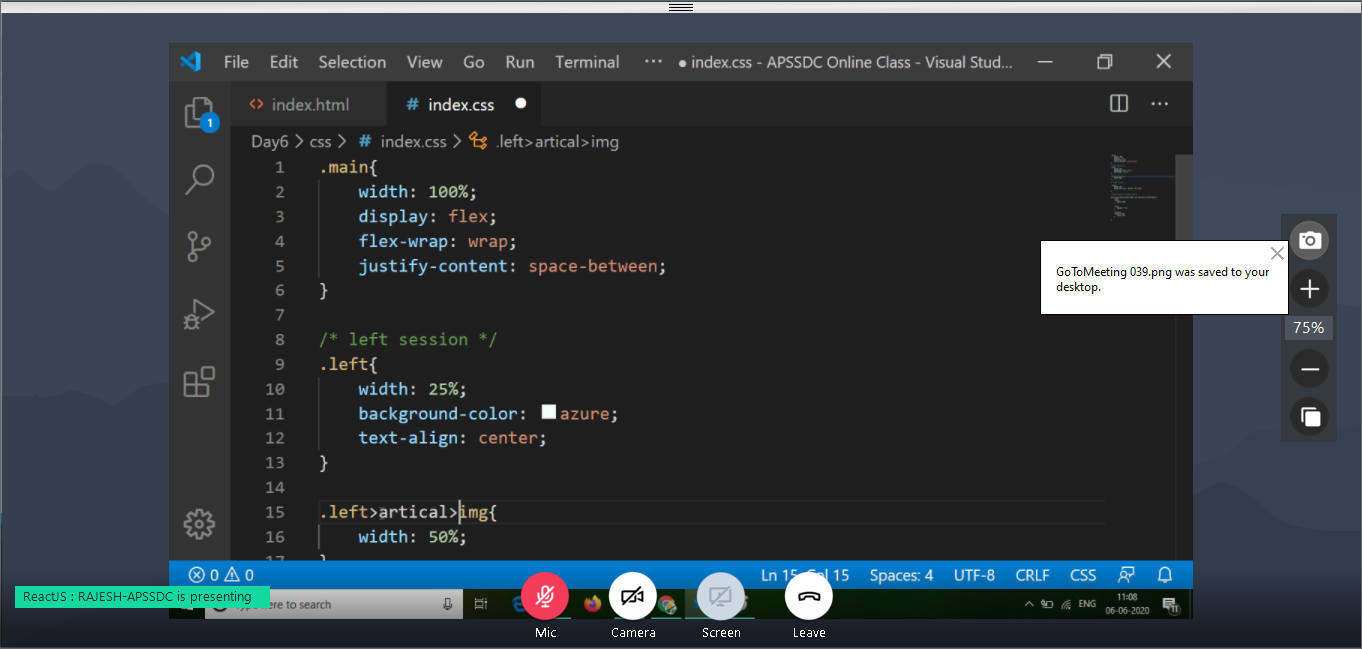 File Edit Selection View Go Run Terminal ··· ● index.css - APSSDC Online Class - Visual Stud...
<> index.html # index.css ●
Day6 > css > # index.css > .left>artical>img
1 .main{
2 width: 100%;
3 display: flex;
4 flex-wrap: wrap;
5 justify-content: space-between;
6 }
7
8 /* left session */
9 .left{
10 width: 25%;
11 background-color: azure;
12 text-align: center;
13 }
14
15 .left>artical>img{
16 width: 50%;
17 }
1
GoToMeeting 039.png was saved to your
desktop.
75%
0 0 Ln 15, Col 15 Spaces: 4 UTF-8 CRLF CSS
ReactJS : RAJESH-APSSDC is presenting
here to search
ENG 11:08
06-06-2020
11
Mic Camera Screen Leave